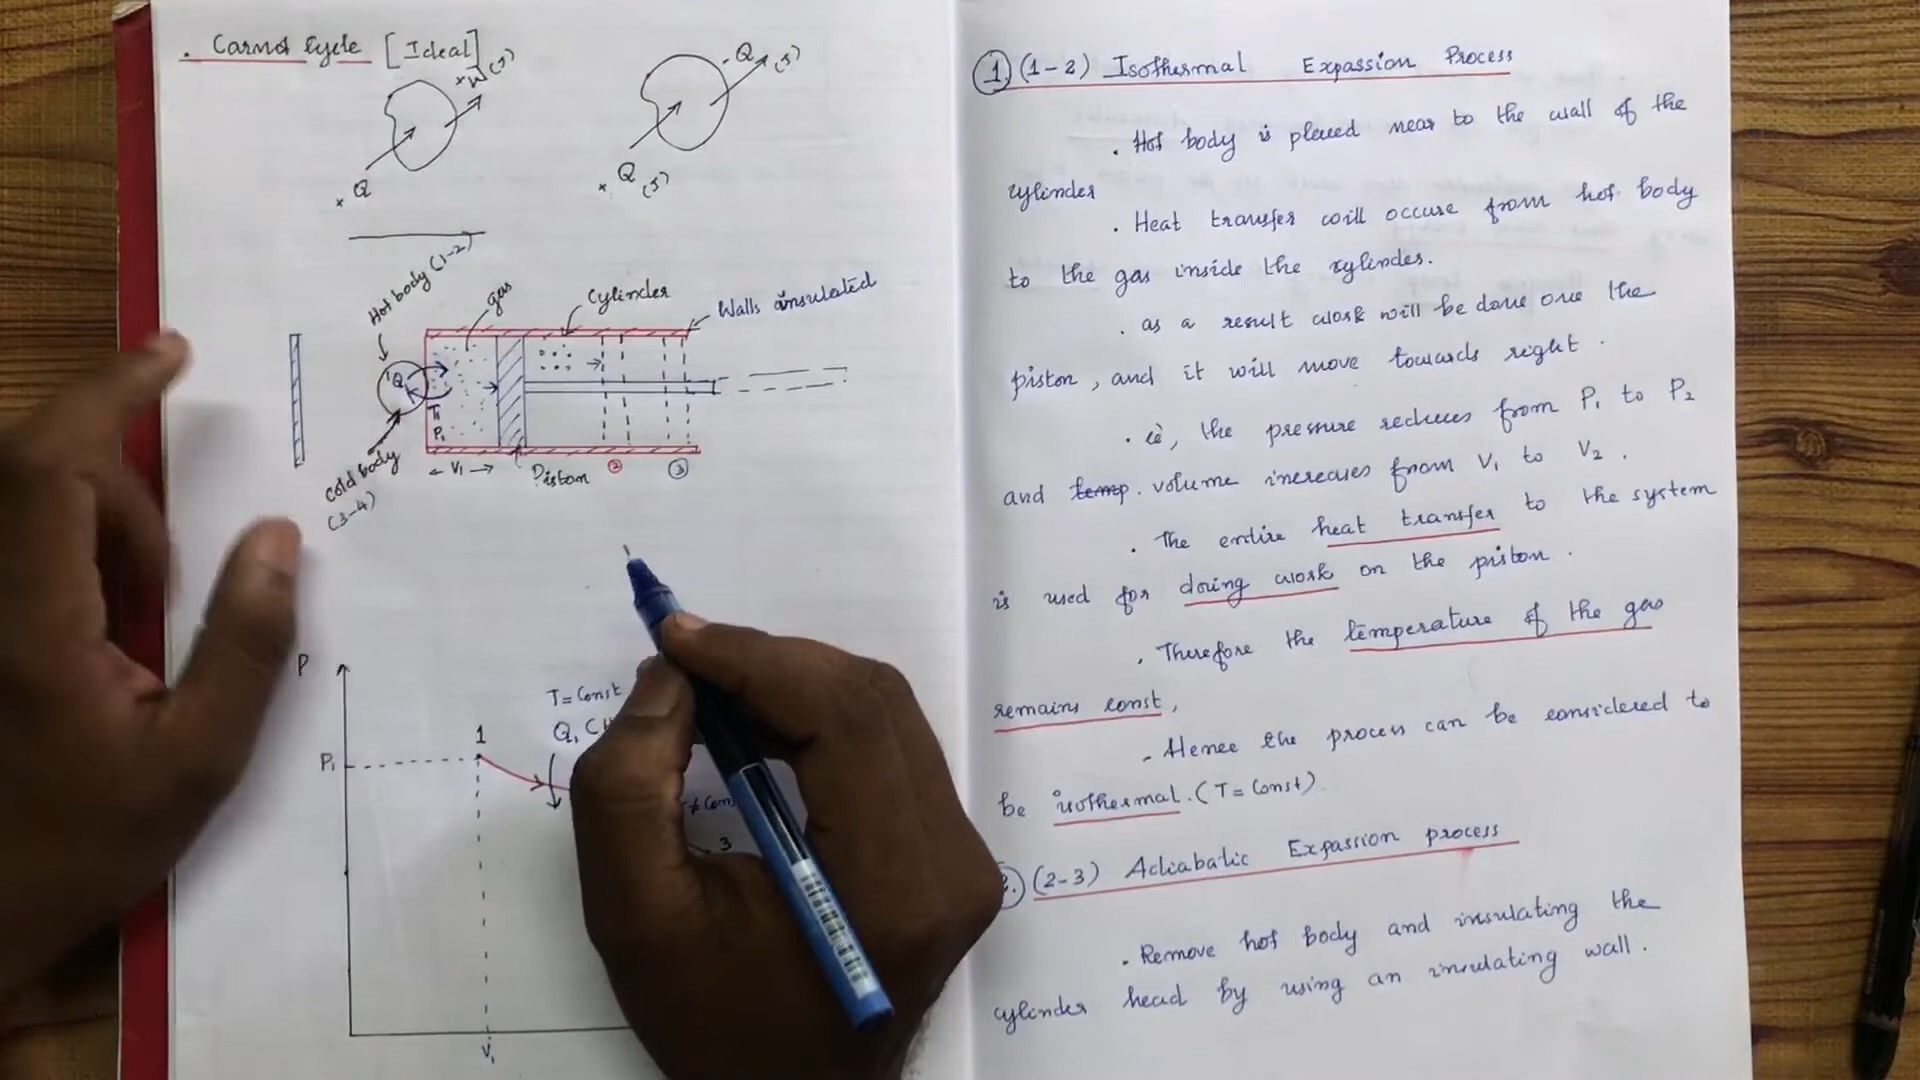 . Carnot Cycle [Ideal]
+W (J)
+ Q
- Q (J)
+ Q (J)
Hot body (1-2)
gas
Cylinder
Walls insulated
Q
T1
P1
← V1 →
Piston
2
3
Cold body
(3-4)
P
T = Const
Q, (H
P1
1
≠ Con
3
V1
1. (1-2) Isothermal Expassion Process
. Hot body is placed near to the wall of the
cylinder
. Heat transfer will occure from hot body
to the gas inside the cylinder.
. as a result work will be done one the
piston, and it will move towards right.
. ie, the pressure reduces from P1 to P2
and temp. volume increases from V1 to V2.
. The entire heat transfer to the system
is used for doing work on the piston.
. Therefore the temperature of the gas
remains const,
- Hence the process can be considered to
be isothermal. (T = Const)
2. (2-3) Adiabatic Expassion process
. Remove hot body and insulating the
cylinder head by using an insulating wall.